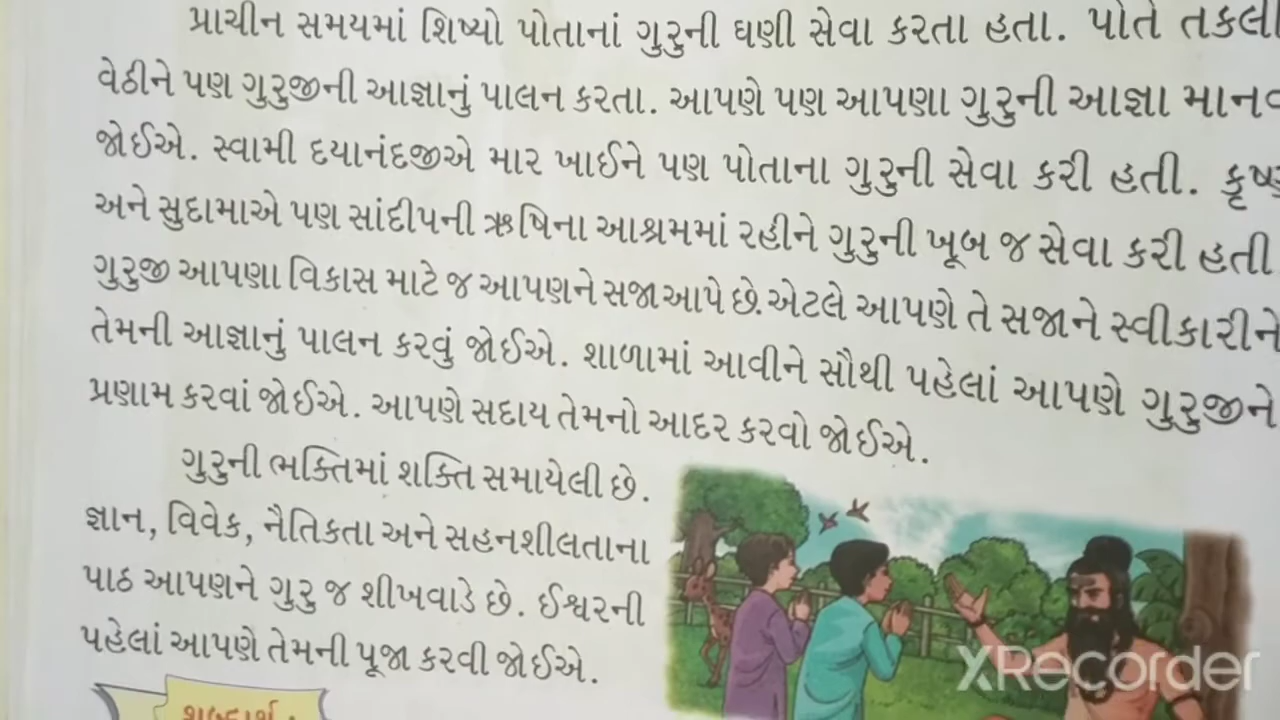 પ્રાચીન સમયમાં શિષ્યો પોતાનાં ગુરુની ઘણી સેવા કરતા હતા. પોતે
વેઠીને પણ ગુરુજીની આજ્ઞાનું પાલન કરતા. આપણે પણ આપણા ગુરુની આજ્ઞા
જોઈએ. સ્વામી દયાનંદજીએ માર ખાઈને પણ પોતાના ગુરુની સેવા કરી હતી.
અને સુદામાએ પણ સાંદીપની ઋષિના આશ્રમમાં રહીને ગુરુની ખૂબ જ સેવા કરી હતી
ગુરુજી આપણા વિકાસ માટે જ આપણને સજા આપે છે. એટલે આપણે તે સજાને સ્વીકારીને
તેમની આજ્ઞાનું પાલન કરવું જોઈએ. શાળામાં આવીને સૌથી પહેલાં આપણે ગુરુજીને
પ્રણામ કરવાં જોઈએ. આપણે સદાય તેમનો આદર કરવો જોઈએ.
ગુરુની ભક્તિમાં શક્તિ સમાયેલી છે.
જ્ઞાન, વિવેક, નૈતિકતા અને સહનશીલતાના
પાઠ આપણને ગુરુ જ શીખવાડે છે. ઈશ્વરની
પહેલાં આપણે તેમની પૂજા કરવી જોઈએ.
XRecorder